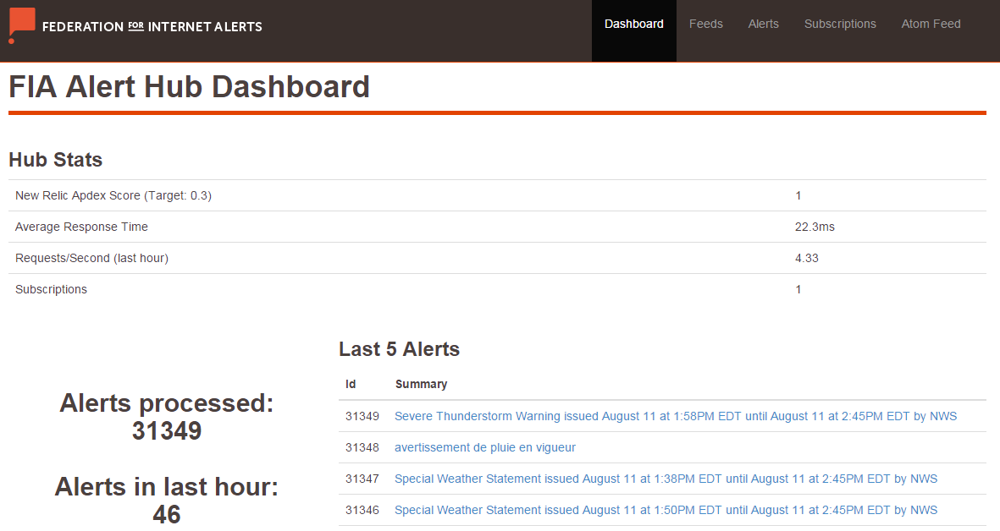 FEDERATION FOR INTERNET ALERTS
Dashboard
Feeds
Alerts
Subscriptions
Atom Feed
FIA Alert Hub Dashboard
Hub Stats
New Relic Apdex Score (Target: 0.3) 1
Average Response Time 22.3ms
Requests/Second (last hour) 4.33
Subscriptions 1
Alerts processed:
31349
Alerts in last hour:
46
Last 5 Alerts
Id Summary
31349 Severe Thunderstorm Warning issued August 11 at 1:58PM EDT until August 11 at 2:45PM EDT by NWS
31348 avertissement de pluie en vigueur
31347 Special Weather Statement issued August 11 at 1:38PM EDT until August 11 at 2:45PM EDT by NWS
31346 Special Weather Statement issued August 11 at 1:50PM EDT until August 11 at 2:45PM EDT by NWS